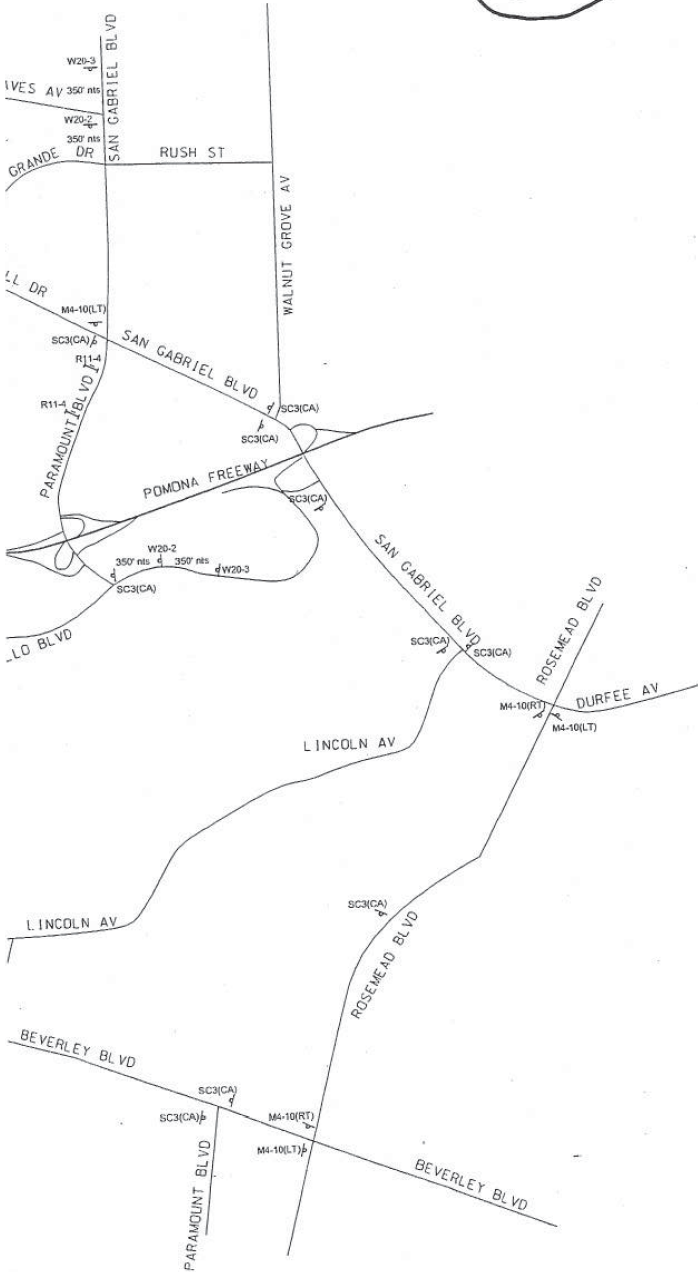 SAN GABRIEL BLVD
W20-3
IVES AV
350' nts
W20-2
350' nts
GRANDE DR
RUSH ST
WALNUT GROVE AV
LL DR
M4-10(LT)
SC3(CA)
SAN GABRIEL BLVD
R11-4
R11-4
PARAMOUNT BLVD
SC3(CA)
SC3(CA)
POMONA FREEWAY
SC3(CA)
W20-2
350' nts
350' nts
W20-3
SC3(CA)
SAN GABRIEL BLVD
LLO BLVD
ROSEMEAD BLVD
SC3(CA)
SC3(CA)
DURFEE AV
M4-10(RT)
M4-10(LT)
LINCOLN AV
SC3(CA)
LINCOLN AV
ROSEMEAD BLVD
BEVERLEY BLVD
SC3(CA)
SC3(CA)
M4-10(RT)
M4-10(LT)
PARAMOUNT BLVD
BEVERLEY BLVD